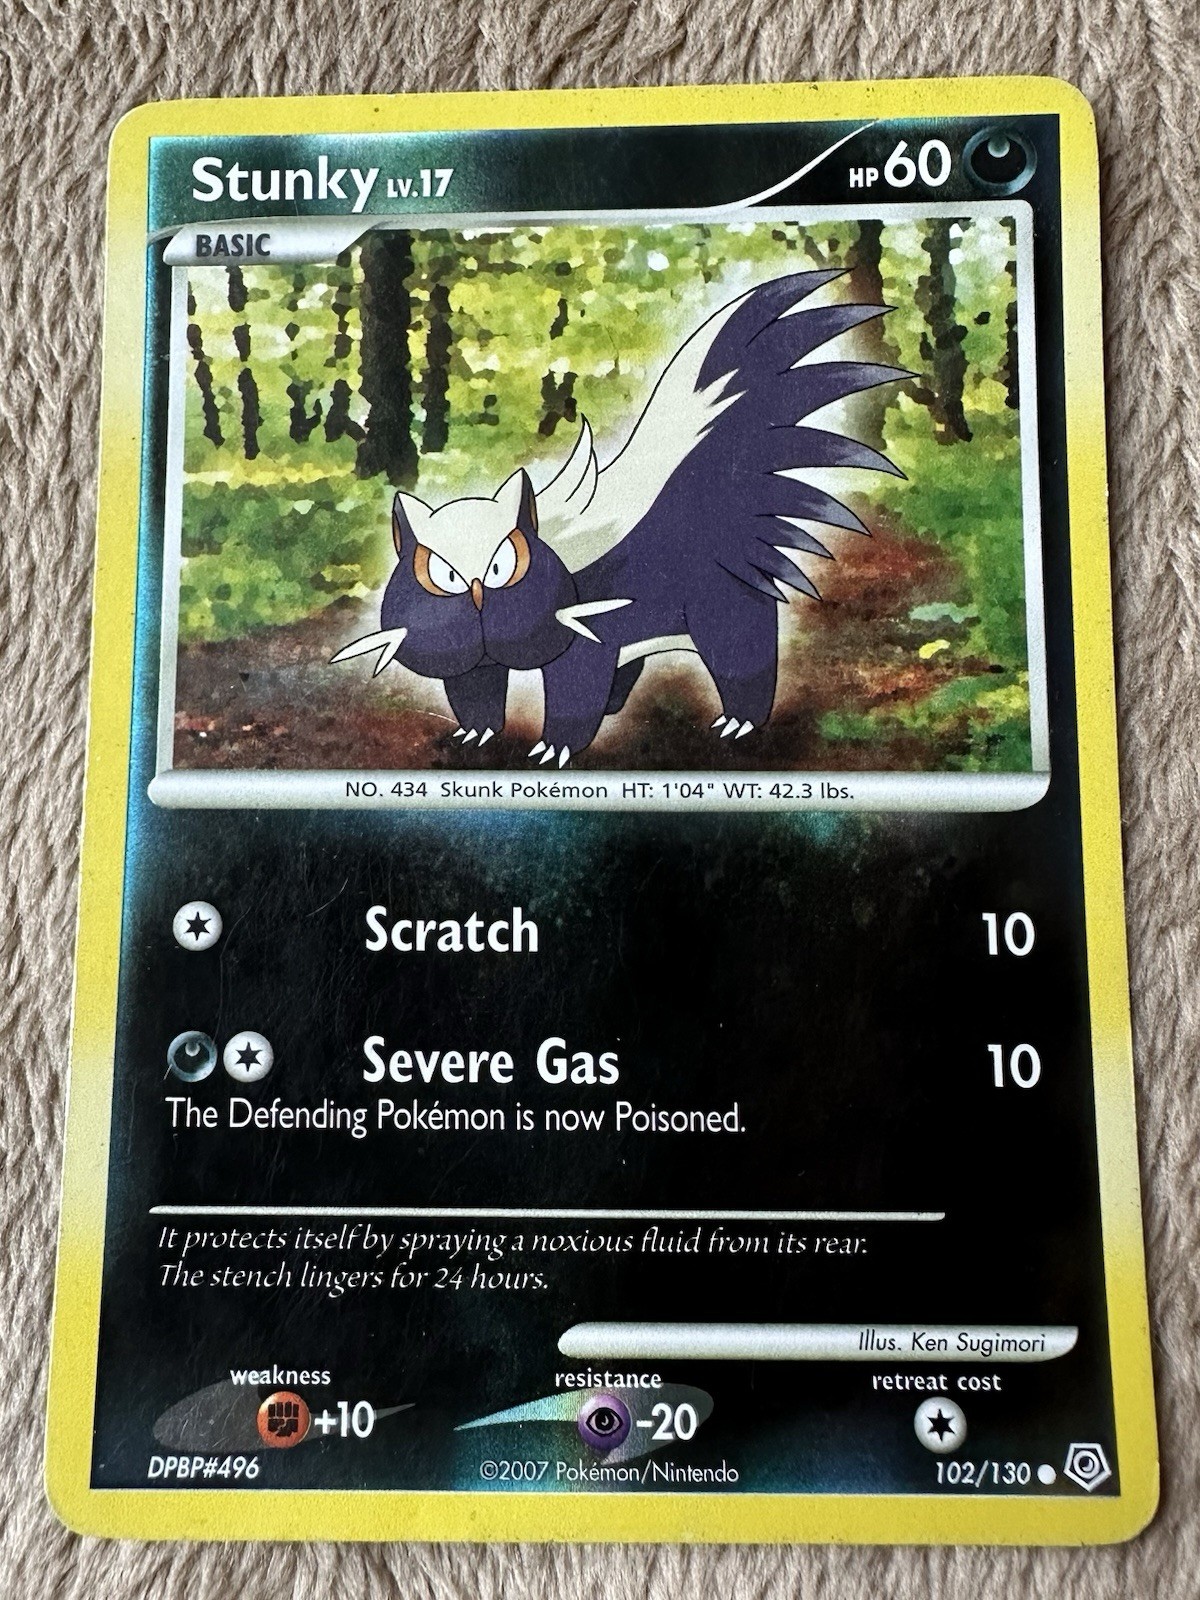 Stunky LV.17 HP 60
BASIC
NO. 434 Skunk Pokémon HT: 1'04" WT: 42.3 lbs.
Scratch 10
Severe Gas 10
The Defending Pokémon is now Poisoned.
It protects itself by spraying a noxious fluid from its rear.
The stench lingers for 24 hours.
Illus. Ken Sugimori
weakness resistance retreat cost
+10 -20
DPBP#496 ©2007 Pokémon/Nintendo 102/130